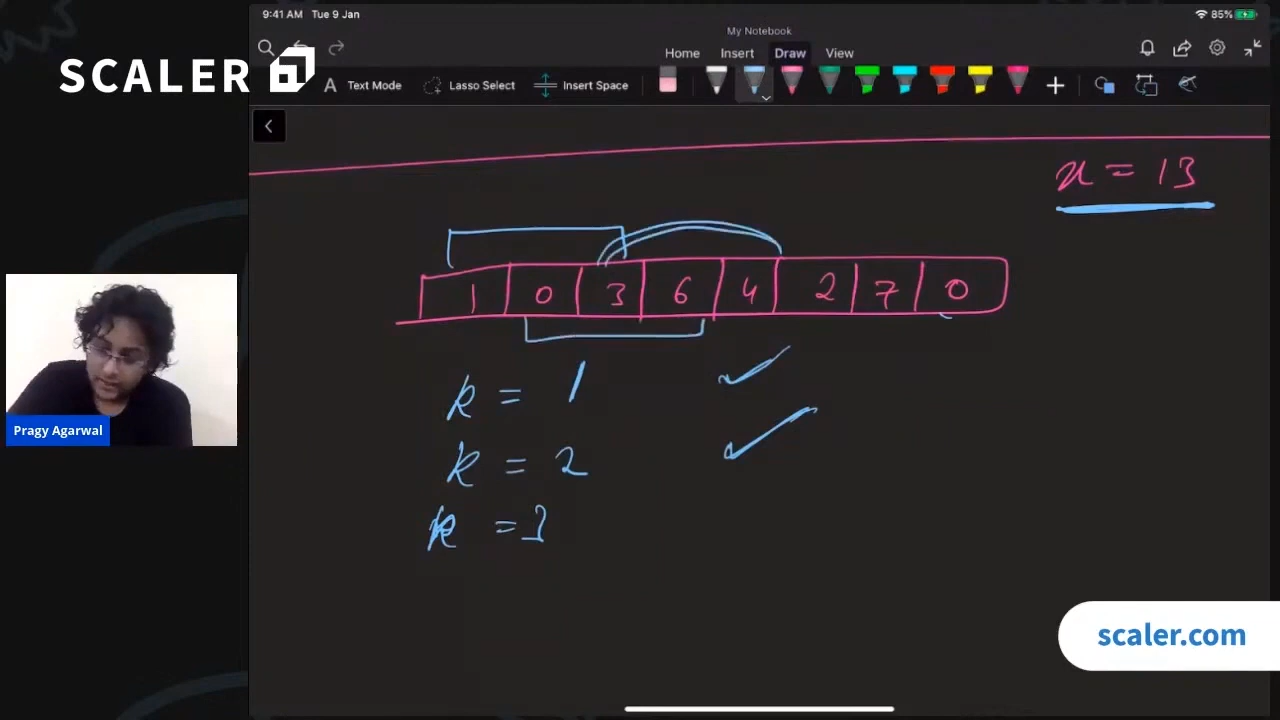 9:41 AM Tue 9 Jan
85%
My Notebook
Home Insert Draw View
SCALER
Text Mode Lasso Select Insert Space
x = 13
1 0 3 6 4 2 7 0
k = 1
k = 2
Pragy Agarwal
k = 3
scaler.com